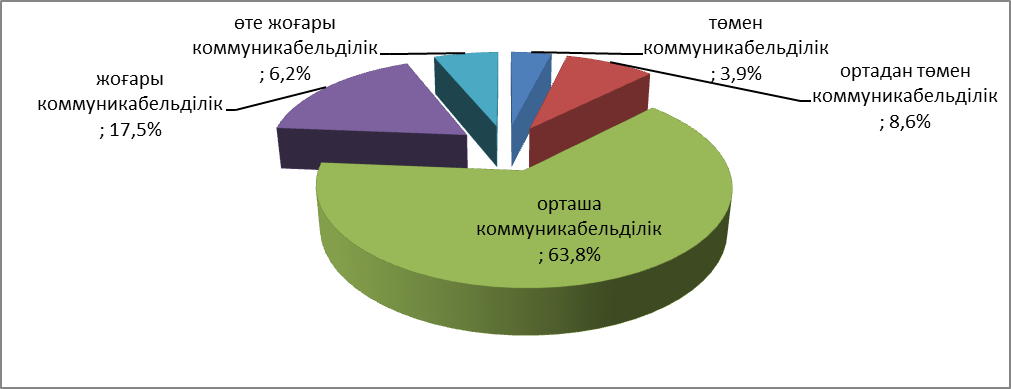 өте жоғары
коммуникабельділік
; 6,2%
төмен
коммуникабельділік
; 3,9%
жоғары
коммуникабельділік
; 17,5%
ортадан төмен
коммуникабельділік
; 8,6%
орташа
коммуникабельділік
; 63,8%